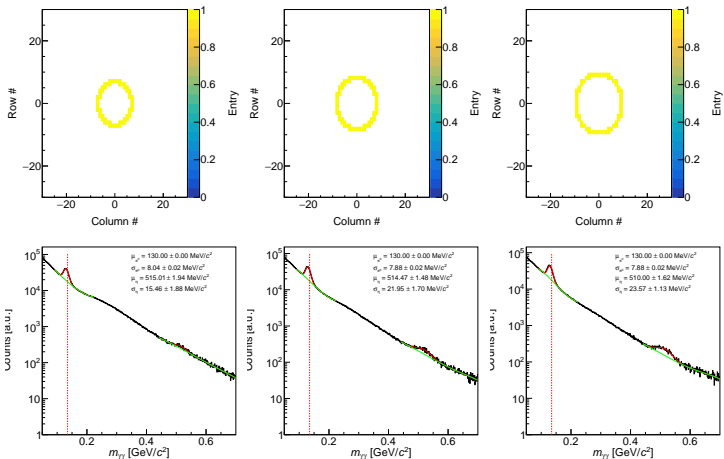 20
0
−20
Row #
−20 0 20
Column #
1
0.8
0.6
0.4
0.2
0
Entry
20
0
−20
Row #
−20 0 20
Column #
1
0.8
0.6
0.4
0.2
0
Entry
20
0
−20
Row #
−20 0 20
Column #
1
0.8
0.6
0.4
0.2
0
Entry
10⁵
10⁴
10³
10²
10
1
Counts [a.u.]
μπ⁰ = 130.00 ± 0.00 MeV/c²
σπ⁰ = 8.04 ± 0.02 MeV/c²
μη = 515.01 ± 1.94 MeV/c²
ση = 15.46 ± 1.88 MeV/c²
0.2 0.4 0.6
mγγ [GeV/c²]
10⁵
10⁴
10³
10²
10
1
Counts [a.u.]
μπ⁰ = 130.00 ± 0.00 MeV/c²
σπ⁰ = 7.88 ± 0.02 MeV/c²
μη = 514.47 ± 1.48 MeV/c²
ση = 21.95 ± 1.70 MeV/c²
0.2 0.4 0.6
mγγ [GeV/c²]
10⁵
10⁴
10³
10²
10
1
Counts [a.u.]
μπ⁰ = 130.00 ± 0.00 MeV/c²
σπ⁰ = 7.88 ± 0.02 MeV/c²
μη = 510.00 ± 1.62 MeV/c²
ση = 23.57 ± 1.13 MeV/c²
0.2 0.4 0.6
mγγ [GeV/c²]